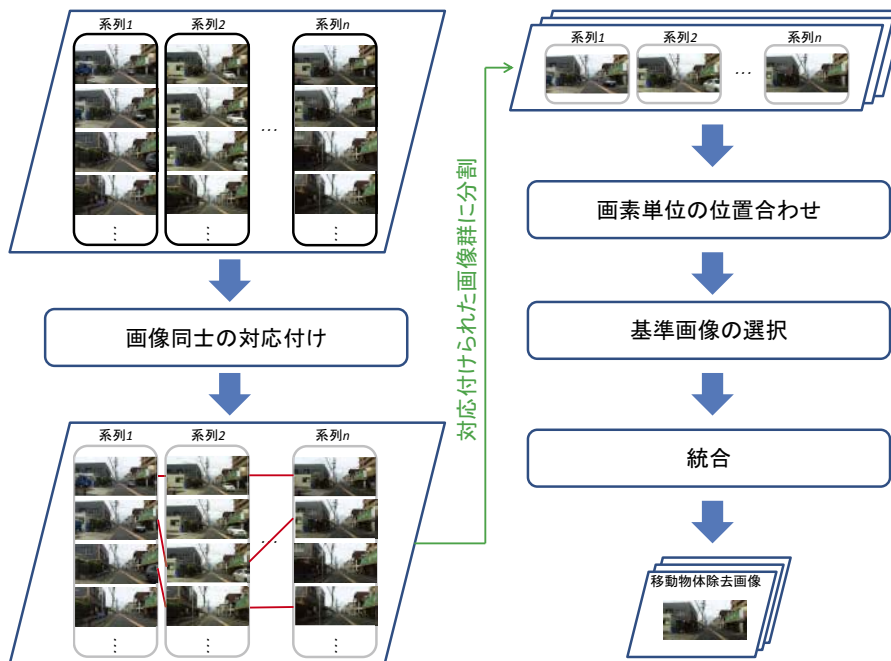 系列1
系列2
系列n
…
⋮
⋮
⋮
画像同士の対応付け
系列1
系列2
系列n
…
⋮
⋮
⋮
対応付けられた画像群に分割
系列1
系列2
系列n
…
画素単位の位置合わせ
基準画像の選択
統合
移動物体除去画像